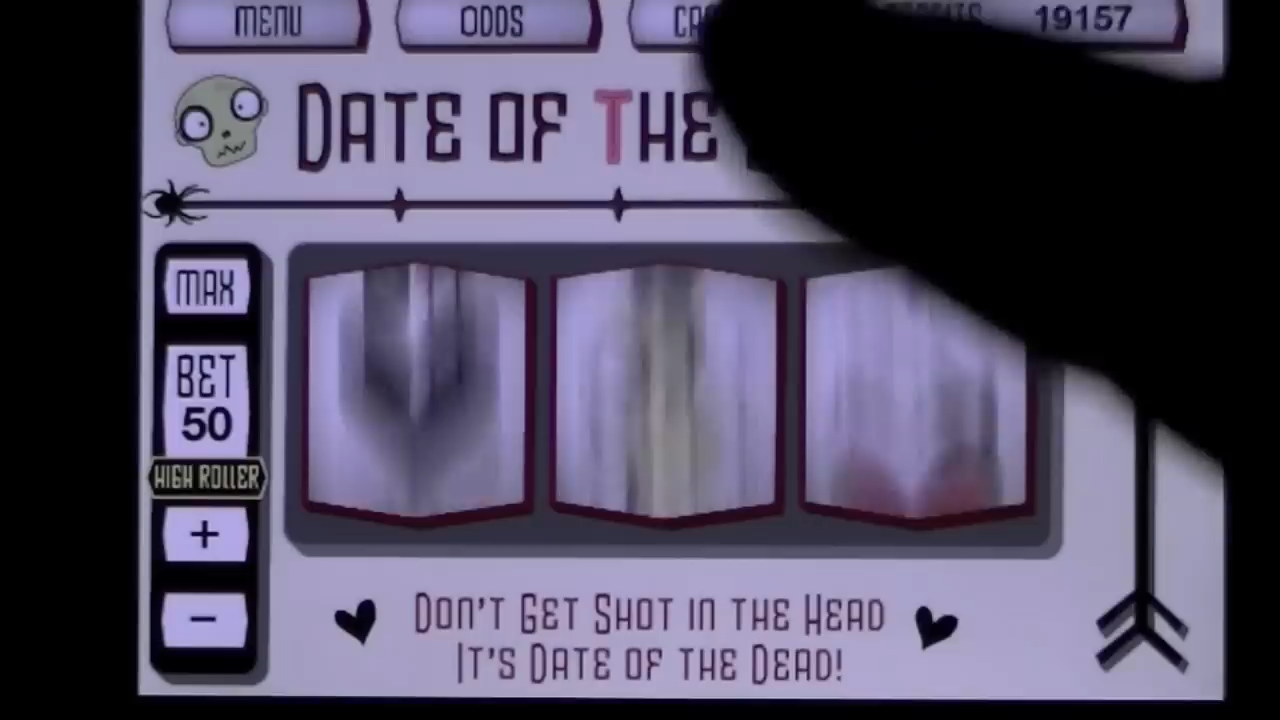 MENU ODDS 19157
DATE OF THE
MAX
BET
50
HIGH ROLLER
+
-
DON'T GET SHOT IN THE HEAD
IT'S DATE OF THE DEAD!